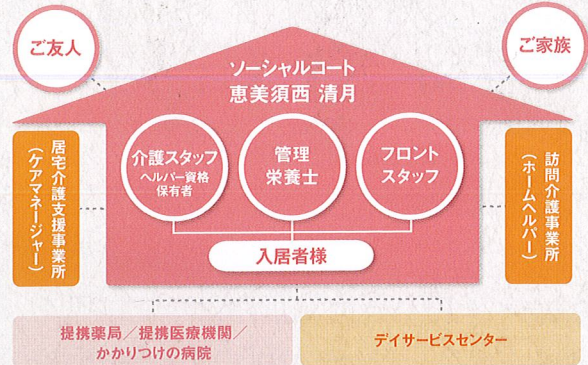 ご友人
ご家族
ソーシャルコート
恵美須西 清月
介護スタッフ
ヘルパー資格
保有者
管理
栄養士
フロント
スタッフ
居宅介護支援事業所
（ケアマネージャー）
訪問介護事業所
（ホームヘルパー）
入居者様
提携薬局／提携医療機関／
かかりつけの病院
デイサービスセンター